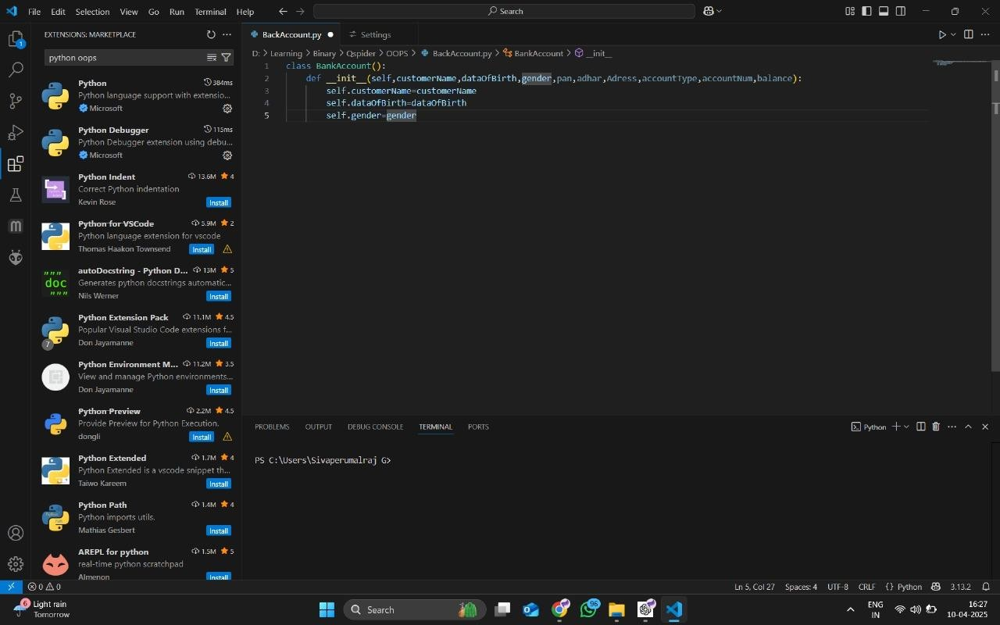 File Edit Selection View Go Run Terminal Help
Search
EXTENSIONS: MARKETPLACE
python oops
Python 384ms
Python language support with extensio...
Microsoft
Python Debugger 115ms
Python Debugger extension using debu...
Microsoft
Python Indent 13.6M 4
Correct Python indentation
Kevin Rose Install
Python for VSCode 5.9M 2
Python language extension for vscode
Thomas Haakon Townsend Install
""" doc """
autoDocstring - Python D... 13M 5
Generates python docstrings automatic...
Nils Werner Install
Python Extension Pack 11.1M 4.5
Popular Visual Studio Code extensions f...
7
Don Jayamanne Install
Python Environment M... 11.2M 3.5
View and manage Python environments...
Don Jayamanne Install
Python Preview 2.2M 4.5
Provide Preview for Python Execution.
dongli Install
Python Extended 1.7M 4
Python Extended is a vscode snippet th...
Taiwo Kareem Install
Python Path 1.4M 4
Python imports utils.
Mathias Gesbert Install
AREPL for python 1.5M 5
real-time python scratchpad
Almenon Install
BackAccount.py Settings
D: > Learning > Binary > Qspider > OOPS > BackAccount.py > BankAccount > __init__
1 class BankAccount():
2 def __init__(self,customerName,dataOfBirth,gender,pan,adhar,Adress,accountType,accountNum,balance):
3 self.customerName=customerName
4 self.dataOfBirth=dataOfBirth
5 self.gender=gender
PROBLEMS OUTPUT DEBUG CONSOLE TERMINAL PORTS
Python
PS C:\Users\Sivaperumalraj G>
1
0 0
Ln 5, Col 27 Spaces: 4 UTF-8 CRLF {} Python 3.13.2
6
Light rain
Tomorrow
Search
96
ENG
IN
16:27
10-04-2025